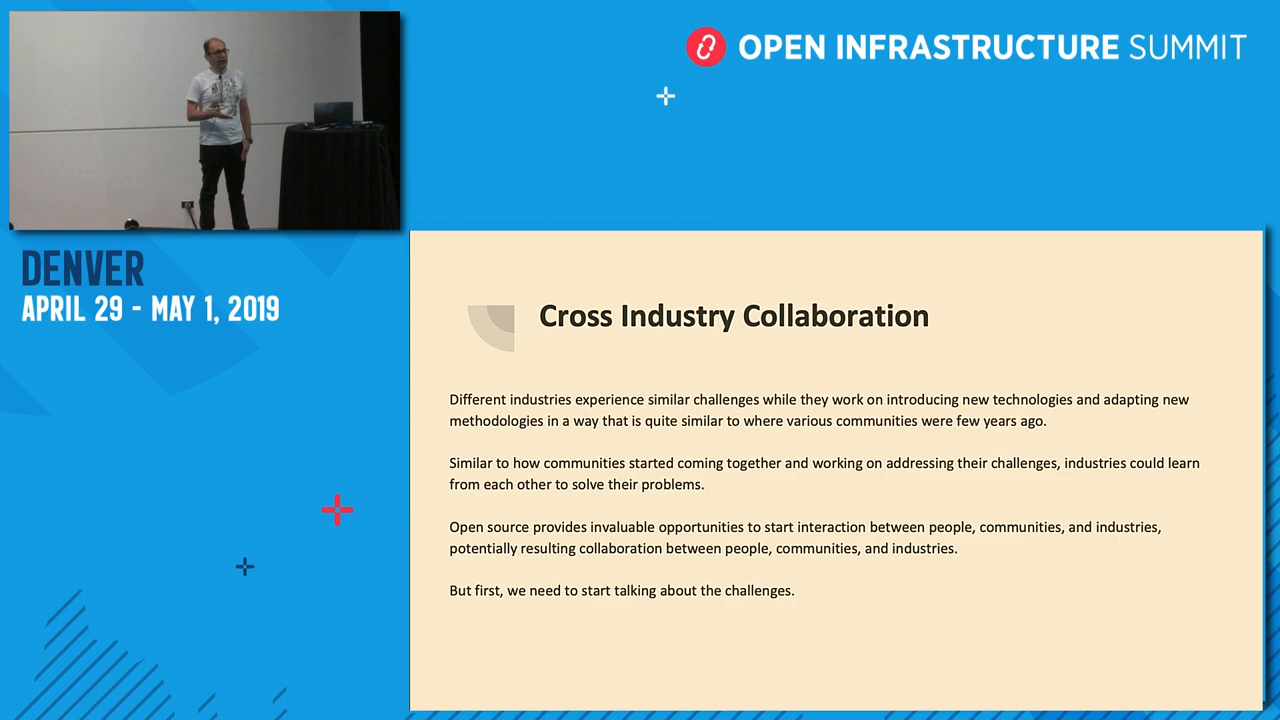 OPEN INFRASTRUCTURE SUMMIT
DENVER
APRIL 29 - MAY 1, 2019
Cross Industry Collaboration
Different industries experience similar challenges while they work on introducing new technologies and adapting new
methodologies in a way that is quite similar to where various communities were few years ago.
Similar to how communities started coming together and working on addressing their challenges, industries could learn
from each other to solve their problems.
Open source provides invaluable opportunities to start interaction between people, communities, and industries,
potentially resulting collaboration between people, communities, and industries.
But first, we need to start talking about the challenges.